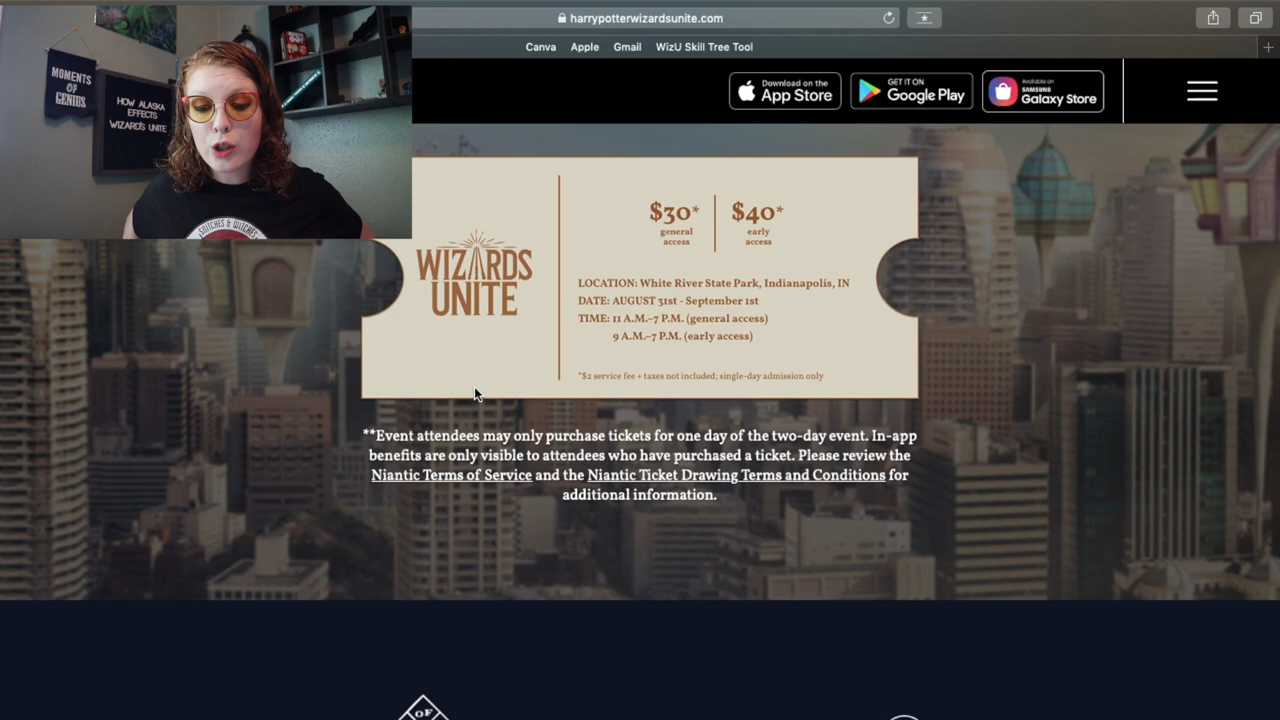 harrypotterwizardsunite.com
Canva Apple Gmail WizU Skill Tree Tool
MOMENTS
OF
GENIUS
HOW ALASKA
EFFECTS
WIZARD'S UNITE
SNITCHES & WITCHES
Download on the
App Store
GET IT ON
Google Play
Available on
SAMSUNG
Galaxy Store
WIZARDS
UNITE
$30* $40*
general early
access access
LOCATION: White River State Park, Indianapolis, IN
DATE: AUGUST 31st - September 1st
TIME: 11 A.M.–7 P.M. (general access)
9 A.M.–7 P.M. (early access)
*$2 service fee + taxes not included; single-day admission only
**Event attendees may only purchase tickets for one day of the two-day event. In-app
benefits are only visible to attendees who have purchased a ticket. Please review the
Niantic Terms of Service and the Niantic Ticket Drawing Terms and Conditions for
additional information.
OF